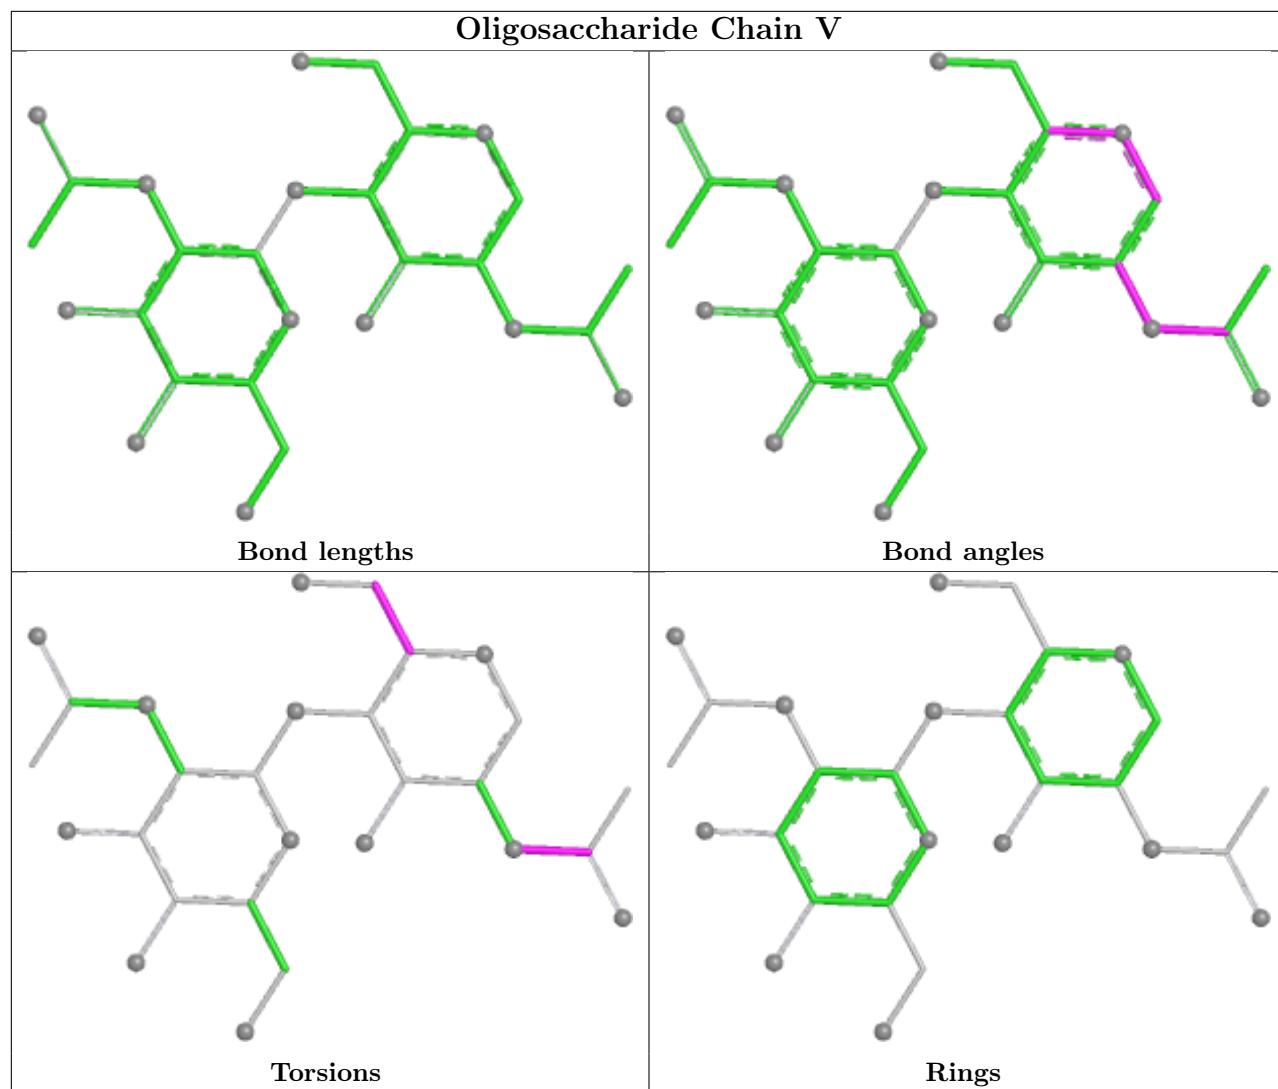 Oligosaccharide Chain V
Bond lengths
Bond angles
Torsions
Rings